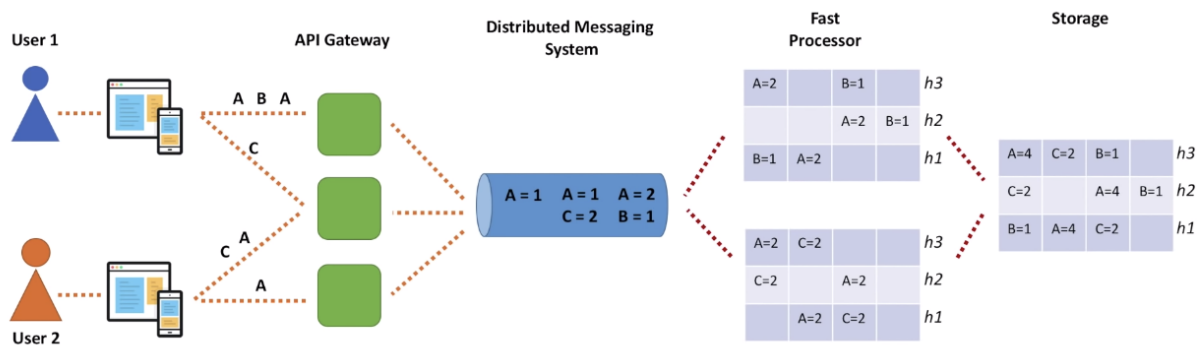 User 1
API Gateway
Distributed Messaging
System
Fast
Processor
Storage
A B A
C
C
A
A
User 2
A = 1 A = 1 A = 2
C = 2 B = 1
A=2 B=1 h3
A=2 B=1 h2
B=1 A=2 h1
A=2 C=2 h3
C=2 A=2 h2
A=2 C=2 h1
A=4 C=2 B=1 h3
C=2 A=4 B=1 h2
B=1 A=4 C=2 h1